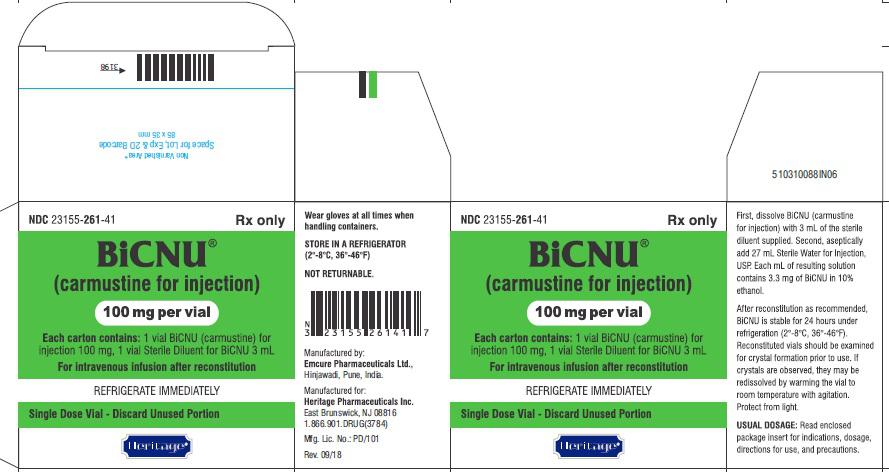 3198
Non Varnished Area*
Space for Lot, Exp & 2D Barcode
85 x 35 mm
510310088IN06
NDC 23155-261-41 Rx only
BiCNU®
(carmustine for injection)
100 mg per vial
Each carton contains: 1 vial BiCNU (carmustine) for
injection 100 mg, 1 vial Sterile Diluent for BiCNU 3 mL
For intravenous infusion after reconstitution
REFRIGERATE IMMEDIATELY
Single Dose Vial - Discard Unused Portion
Heritage®
Wear gloves at all times when
handling containers.
STORE IN A REFRIGERATOR
(2°-8°C, 36°-46°F)
NOT RETURNABLE.
N
3 23155 26141 7
Manufactured by:
Emcure Pharmaceuticals Ltd.,
Hinjawadi, Pune, India.
Manufactured for:
Heritage Pharmaceuticals Inc.
East Brunswick, NJ 08816
1.866.901.DRUG(3784)
Mfg. Lic. No.: PD/101
Rev. 09/18
NDC 23155-261-41 Rx only
BiCNU®
(carmustine for injection)
100 mg per vial
Each carton contains: 1 vial BiCNU (carmustine) for
injection 100 mg, 1 vial Sterile Diluent for BiCNU 3 mL
For intravenous infusion after reconstitution
REFRIGERATE IMMEDIATELY
Single Dose Vial - Discard Unused Portion
Heritage®
First, dissolve BiCNU (carmustine
for injection) with 3 mL of the sterile
diluent supplied. Second, aseptically
add 27 mL Sterile Water for Injection,
USP. Each mL of resulting solution
contains 3.3 mg of BiCNU in 10%
ethanol.
After reconstitution as recommended,
BiCNU is stable for 24 hours under
refrigeration (2°-8°C, 36°-46°F).
Reconstituted vials should be examined
for crystal formation prior to use. If
crystals are observed, they may be
redissolved by warming the vial to
room temperature with agitation.
Protect from light.
USUAL DOSAGE: Read enclosed
package insert for indications, dosage,
directions for use, and precautions.